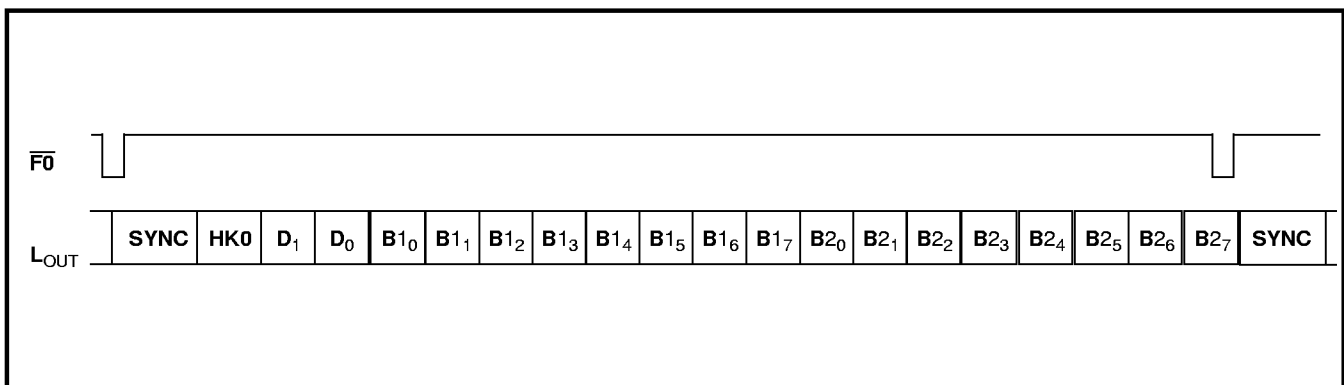 F0
L_OUT SYNC HK0 D₁ D₀ B1₀ B1₁ B1₂ B1₃ B1₄ B1₅ B1₆ B1₇ B2₀ B2₁ B2₂ B2₃ B2₄ B2₅ B2₆ B2₇ SYNC